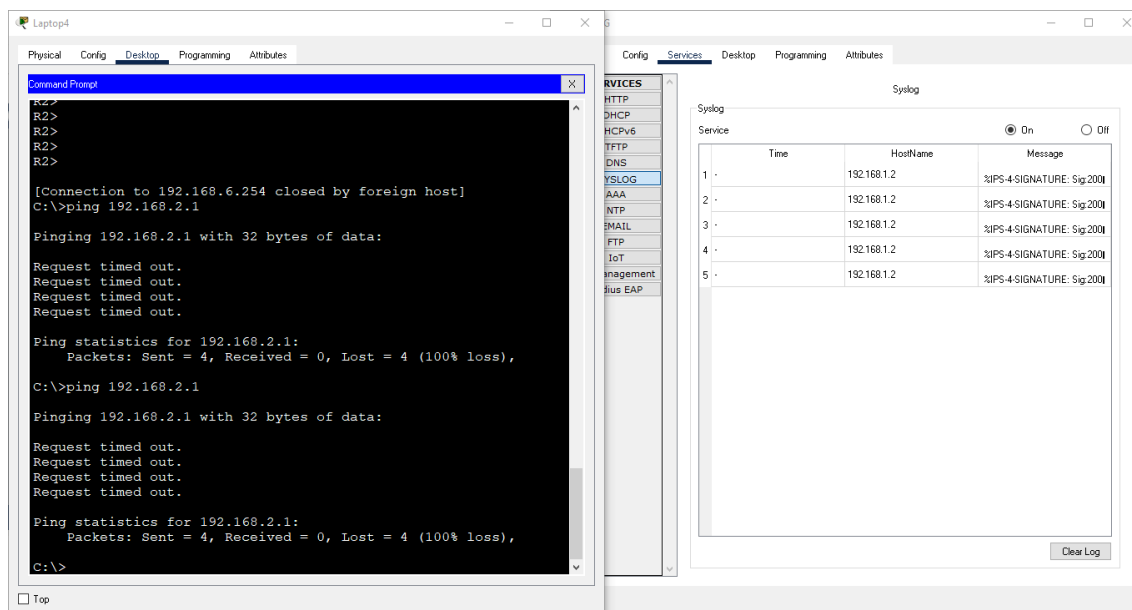 Laptop4
Physical Config Desktop Programming Attributes
Command Prompt
X
R2>
R2>
R2>
R2>
R2>
[Connection to 192.168.6.254 closed by foreign host]
C:\>ping 192.168.2.1
Pinging 192.168.2.1 with 32 bytes of data:
Request timed out.
Request timed out.
Request timed out.
Request timed out.
Ping statistics for 192.168.2.1:
Packets: Sent = 4, Received = 0, Lost = 4 (100% loss),
C:\>ping 192.168.2.1
Pinging 192.168.2.1 with 32 bytes of data:
Request timed out.
Request timed out.
Request timed out.
Request timed out.
Ping statistics for 192.168.2.1:
Packets: Sent = 4, Received = 0, Lost = 4 (100% loss),
C:\>
Top
G
Config Services Desktop Programming Attributes
RVICES
HTTP
DHCP
HCPv6
TFTP
DNS
YSLOG
AAA
NTP
EMAIL
FTP
IoT
anagement
dius EAP
Syslog
Syslog
Service On Off
Time HostName Message
1 - 192.168.1.2 %IPS-4-SIGNATURE: Sig:200
2 - 192.168.1.2 %IPS-4-SIGNATURE: Sig:200
3 - 192.168.1.2 %IPS-4-SIGNATURE: Sig:200
4 - 192.168.1.2 %IPS-4-SIGNATURE: Sig:200
5 - 192.168.1.2 %IPS-4-SIGNATURE: Sig:200
Clear Log